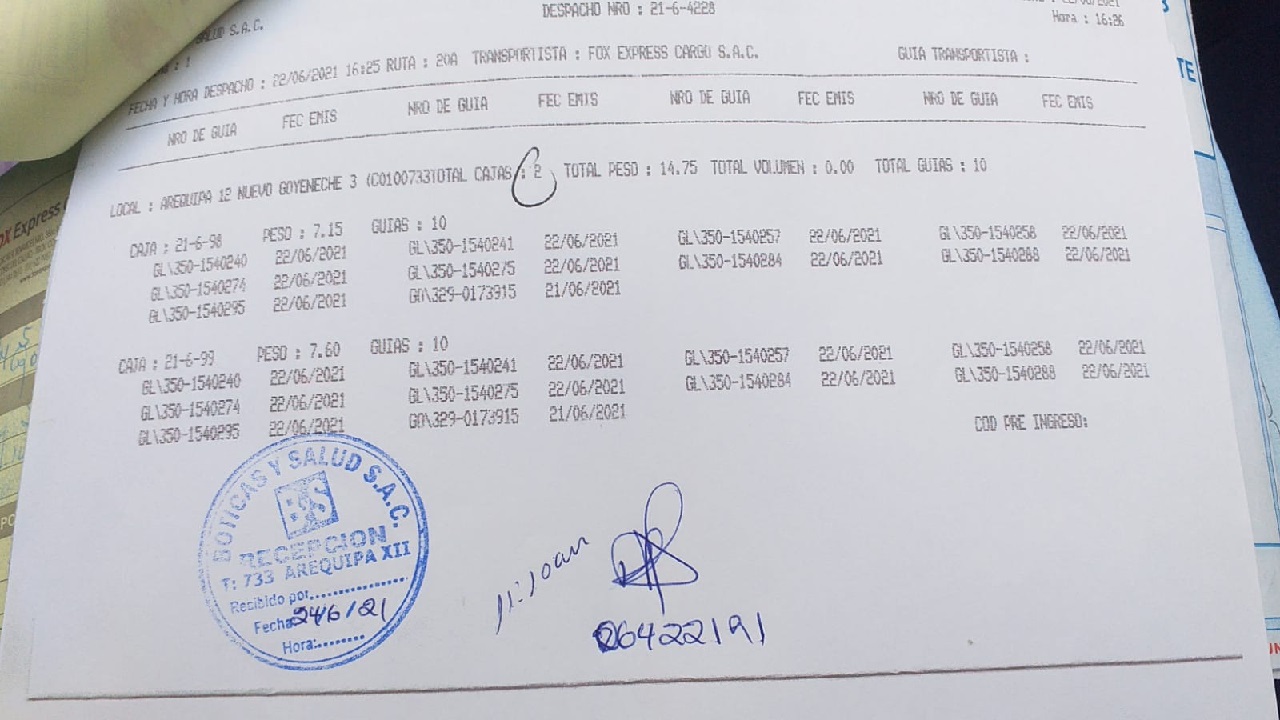 DESPACHO NRO : 21-6-4228
Hora : 16:26
SALUD S.A.C.
: 1
FECHA Y HORA DESPACHO : 22/06/2021 16:25 RUTA : 20A TRANSPORTISTA : FOX EXPRESS CARGO S.A.C. GUIA TRANSPORTISTA :
NRO DE GUIA FEC EMIS NRO DE GUIA FEC EMIS NRO DE GUIA FEC EMIS NRO DE GUIA FEC EMIS
LOCAL : AREQUIPA 12 NUEVO GOYENECHE 3 (C0100733TOTAL CAJAS : 2 TOTAL PESO : 14.75 TOTAL VOLUMEN : 0.00 TOTAL GUIAS : 10
CAJA : 21-6-98 PESO : 7.15 GUIAS : 10
GL\350-1540240 22/06/2021 GL\350-1540241 22/06/2021 GL\350-1540257 22/06/2021 GL\350-1540258 22/06/2021
GL\350-1540274 22/06/2021 GL\350-1540275 22/06/2021 GL\350-1540284 22/06/2021 GL\350-1540288 22/06/2021
GL\350-1540295 22/06/2021 GD\329-0173915 21/06/2021
CAJA : 21-6-99 PESO : 7.60 GUIAS : 10
GL\350-1540240 22/06/2021 GL\350-1540241 22/06/2021 GL\350-1540257 22/06/2021 GL\350-1540258 22/06/2021
GL\350-1540274 22/06/2021 GL\350-1540275 22/06/2021 GL\350-1540284 22/06/2021 GL\350-1540288 22/06/2021
GL\350-1540295 22/06/2021 GD\329-0173915 21/06/2021
COD PRE INGRESO:
BOTICAS Y SALUD S.A.C.
BS
RECEPCION
T: 733 AREQUIPA XII
Recibido por
Fecha 24/6/21
Hora:
26422191
Express
TE